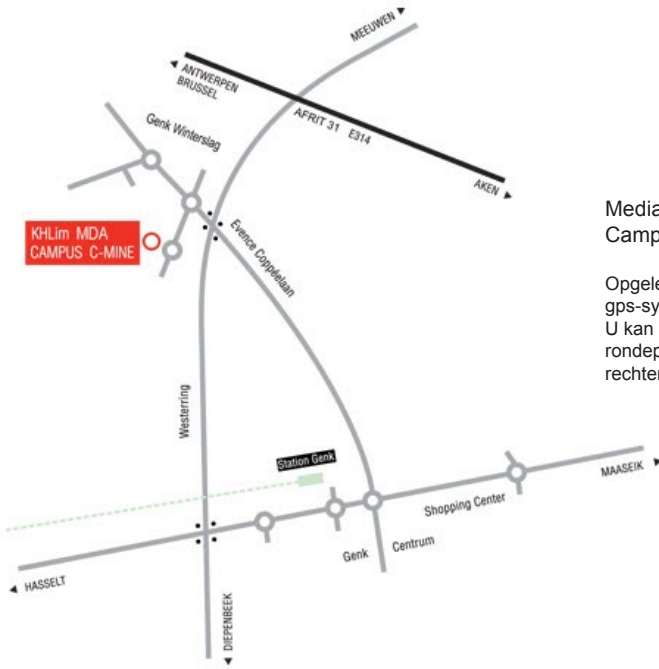 MEEUWEN
ANTWERPEN
BRUSSEL
Genk Winterslag
AFRIT 31 E314
AKEN
KHLim MDA
CAMPUS C-MINE
Evence Coppéelaan
Westerring
Station Genk
MAASEIK
Shopping Center
Genk Centrum
HASSELT
DIEPENBEEK
Media
Camp
Opgele
gps-sy
U kan
rondep
rechter